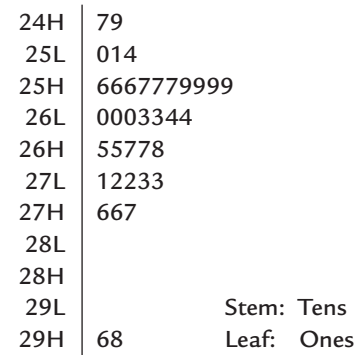 24H 79
25L 014
25H 6667779999
26L 0003344
26H 55778
27L 12233
27H 667
28L
28H
29L Stem: Tens
29H 68 Leaf: Ones